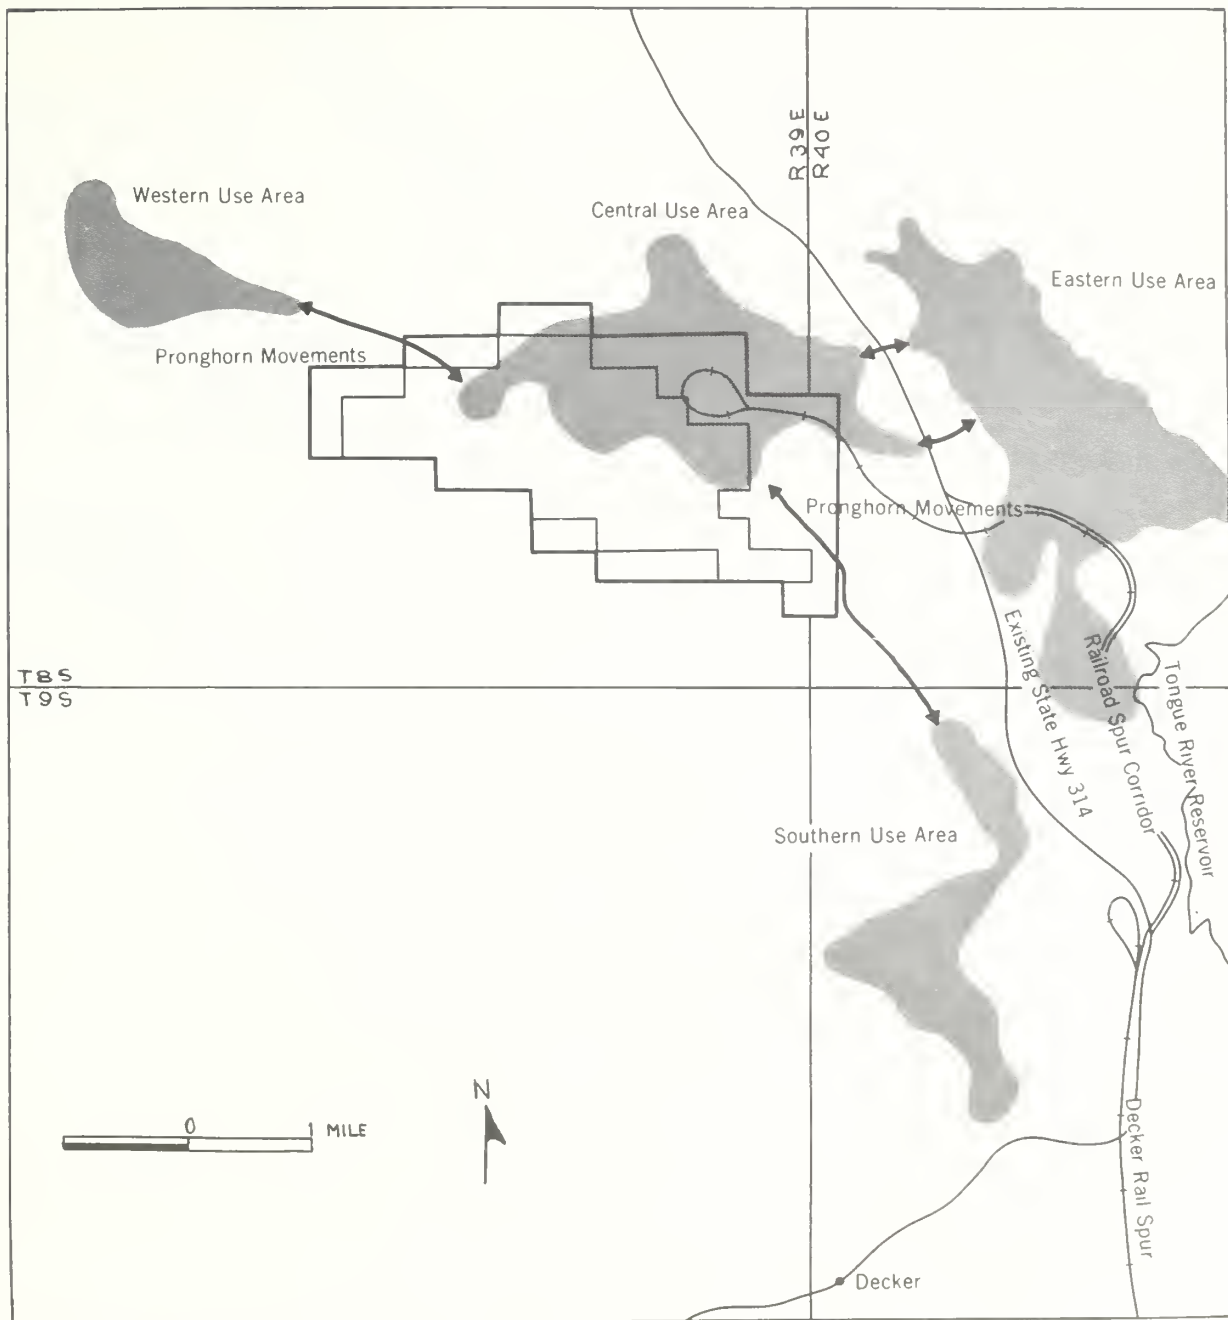 R39E
R40E
Western Use Area
Central Use Area
Eastern Use Area
Pronghorn Movements
Pronghorn Movements
T8S
T9S
Existing State Hwy 314
Railroad Spur Corridor
Tongue River Reservoir
Southern Use Area
N
0 1 MILE
Decker Rail Spur
Decker